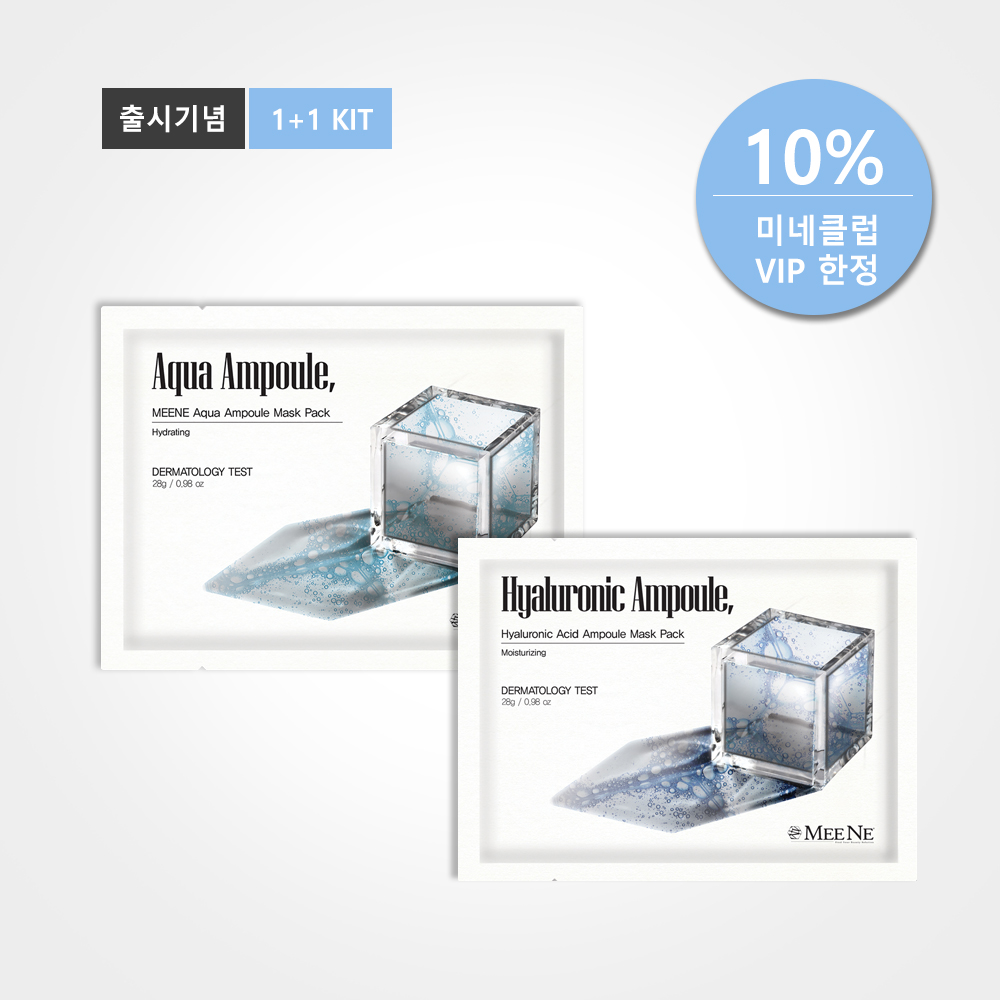 출시기념
1+1 KIT
10%
미네클럽
VIP 한정
Aqua Ampoule,
MEENE Aqua Ampoule Mask Pack
Hydrating
DERMATOLOGY TEST
28g / 0.98 oz
Hyaluronic Ampoule,
Hyaluronic Acid Ampoule Mask Pack
Moisturizing
DERMATOLOGY TEST
28g / 0.98 oz
MEENE